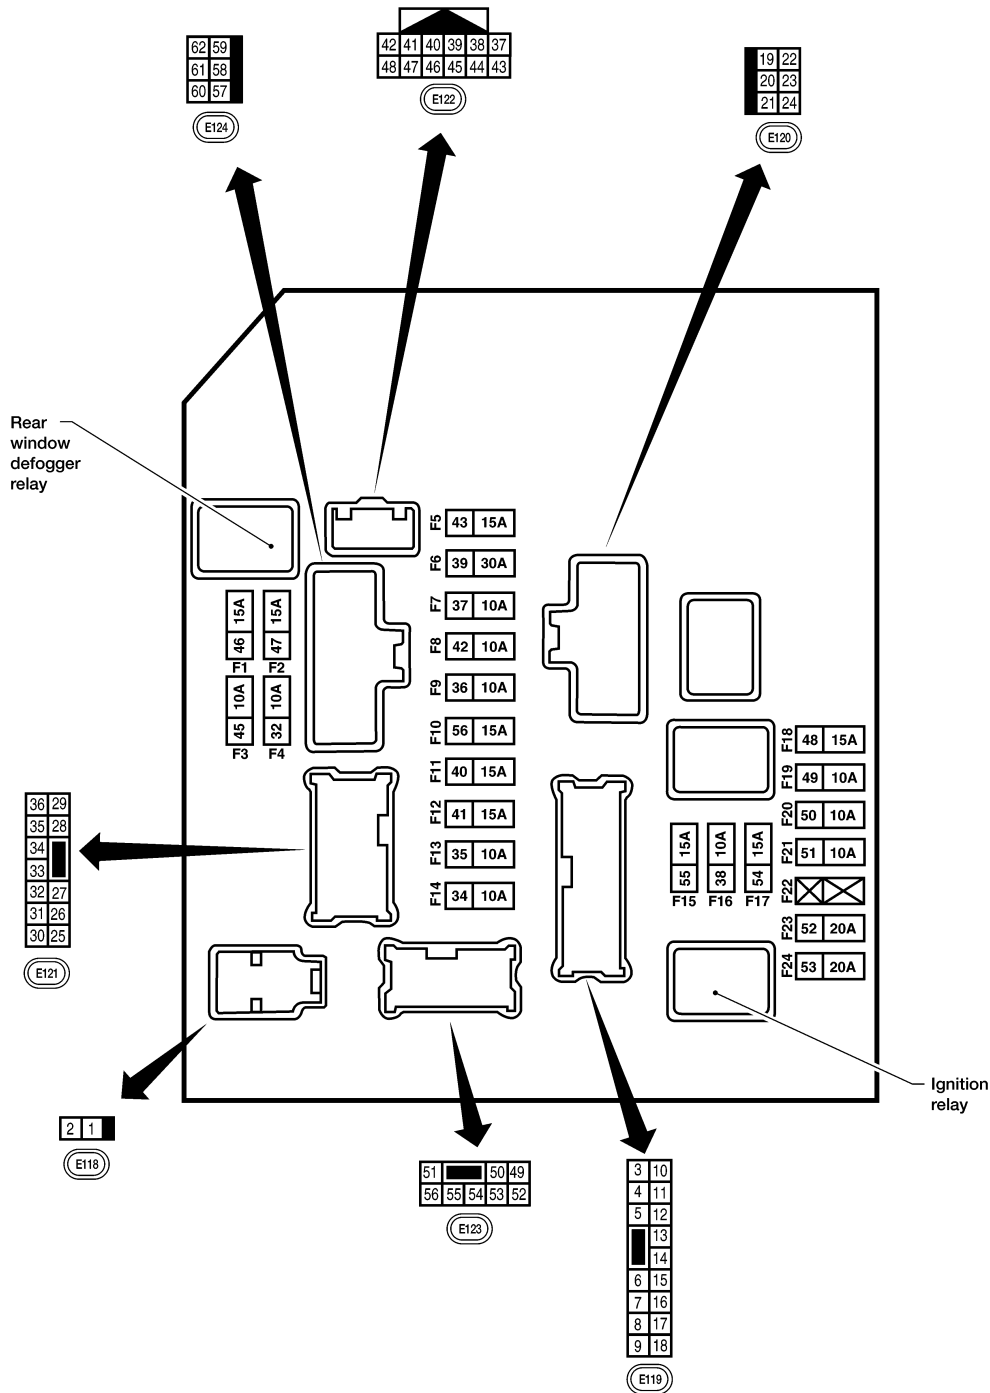 62 59
61 58
60 57
E124
42 41 40 39 38 37
48 47 46 45 44 43
E122
19 22
20 23
21 24
E120
Rear
window
defogger
relay
F5 43 15A
F6 39 30A
F7 37 10A
F8 42 10A
F9 36 10A
F10 56 15A
F11 40 15A
F12 41 15A
F13 35 10A
F14 34 10A
46 15A
F1
47 15A
F2
45 10A
F3
32 10A
F4
F18 48 15A
F19 49 10A
F20 50 10A
F21 51 10A
F22
F23 52 20A
F24 53 20A
55 15A
F15
38 10A
F16
54 15A
F17
36 29
35 28
34
33
32 27
31 26
30 25
E121
Ignition
relay
2 1
E118
51 50 49
56 55 54 53 52
E123
3 10
4 11
5 12
13
14
6 15
7 16
8 17
9 18
E119